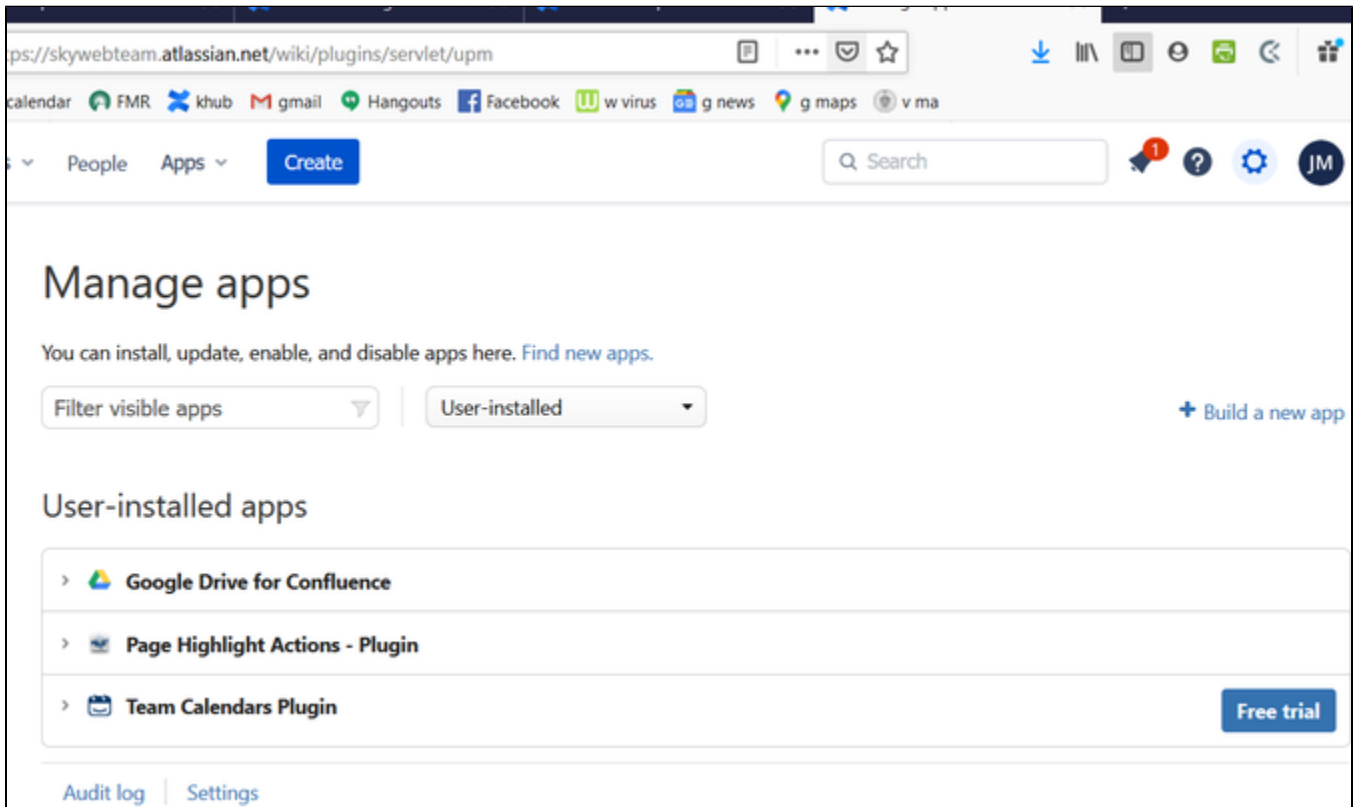 ps://skywebteam.atlassian.net/wiki/plugins/servlet/upm
calendar FMR khub gmail Hangouts Facebook w virus g news g maps v ma
People Apps Create Search 1 JM
Manage apps
You can install, update, enable, and disable apps here. Find new apps.
Filter visible apps User-installed + Build a new app
User-installed apps
Google Drive for Confluence
Page Highlight Actions - Plugin
Team Calendars Plugin Free trial
Audit log Settings